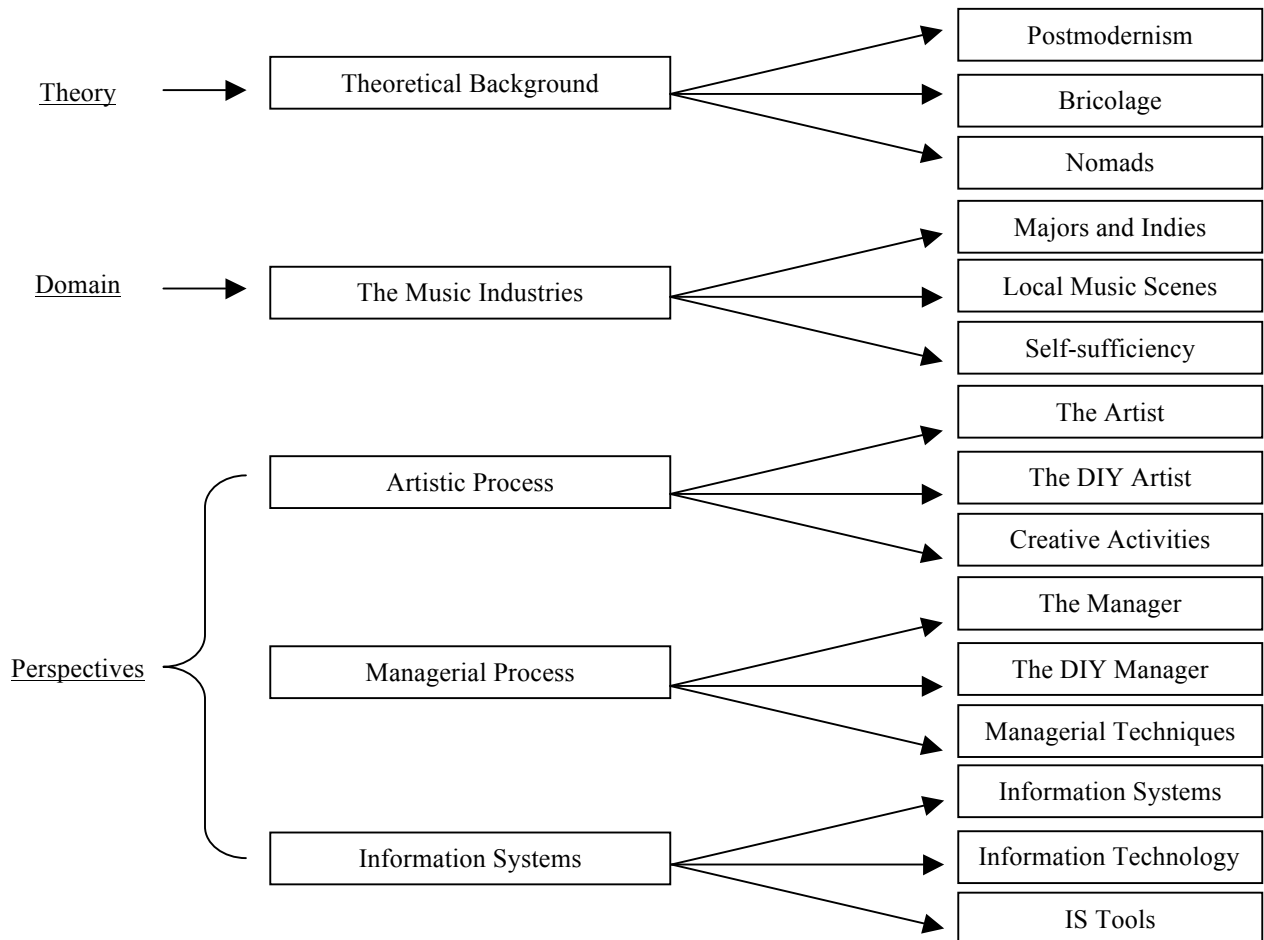 Theory
Theoretical Background
Postmodernism
Bricolage
Nomads
Domain
The Music Industries
Majors and Indies
Local Music Scenes
Self-sufficiency
Perspectives
Artistic Process
The Artist
The DIY Artist
Creative Activities
Managerial Process
The Manager
The DIY Manager
Managerial Techniques
Information Systems
Information Systems
Information Technology
IS Tools